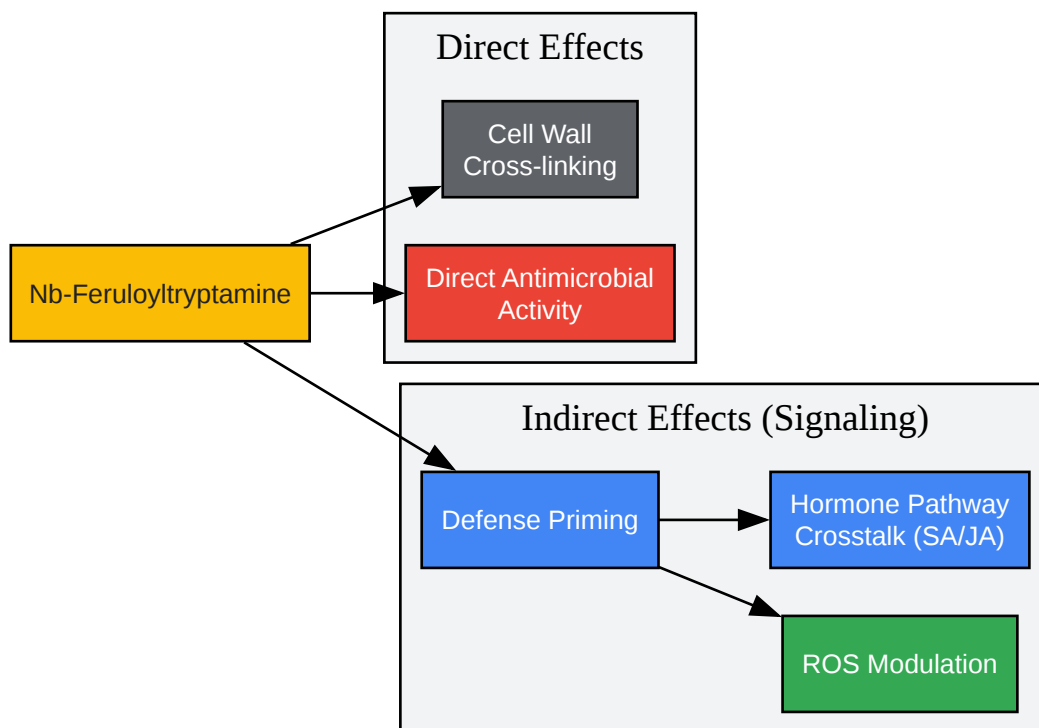 Direct Effects
Cell Wall
Cross-linking
Nb-Feruloyltryptamine
Direct Antimicrobial
Activity
Indirect Effects (Signaling)
Defense Priming
Hormone Pathway
Crosstalk (SA/JA)
ROS Modulation